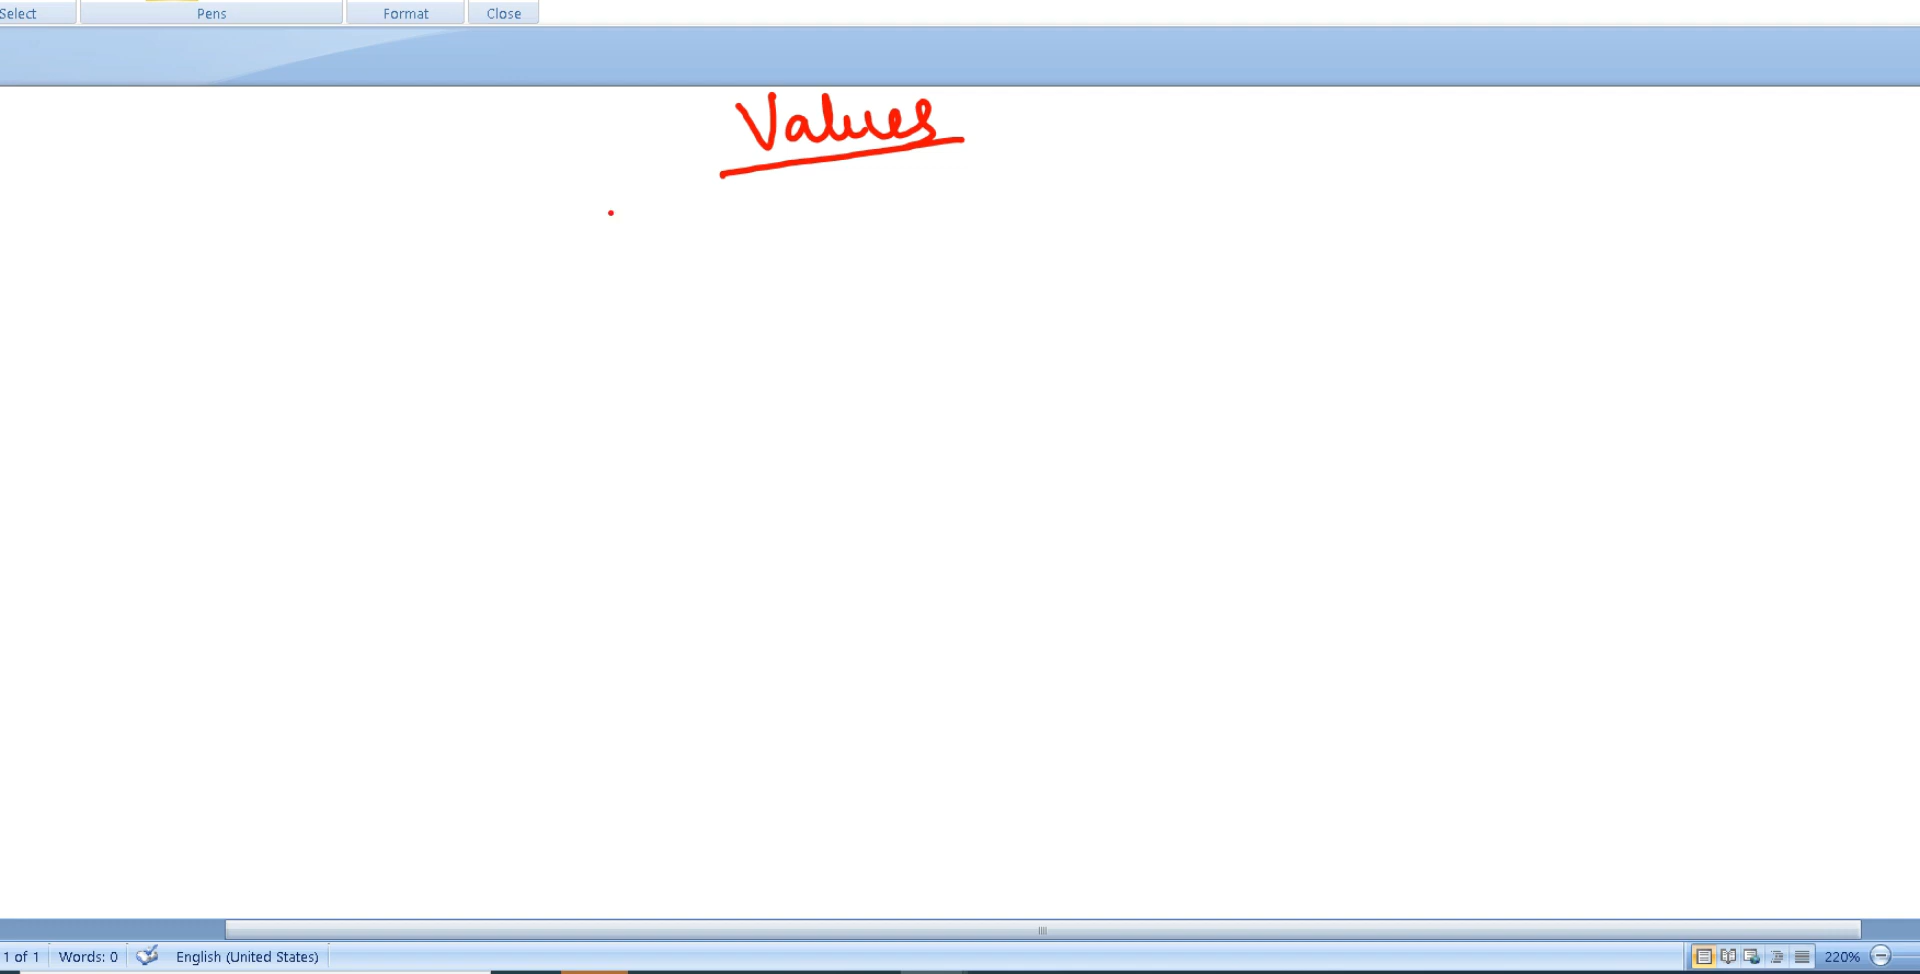 Select Pens Format Close
Values
1 of 1 Words: 0 English (United States) 220%